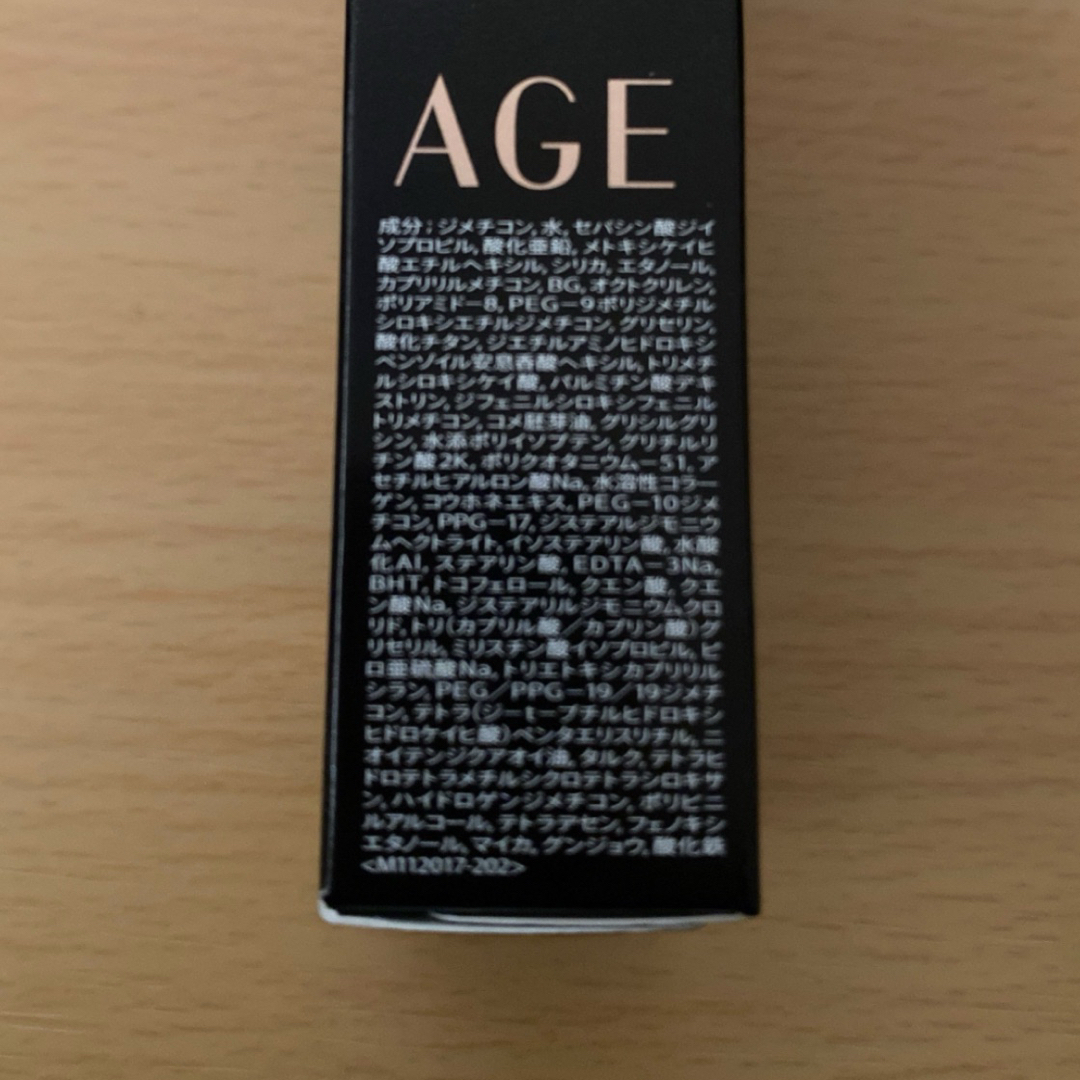 AGE
成分：ジメチコン, 水, セバシン酸ジイ
ソプロピル, 酸化亜鉛, メトキシケイヒ
酸エチルヘキシル, シリカ, エタノール,
カプリリルメチコン, BG, オクトクリレン,
ポリアミド－8, PEG－9ポリジメチル
シロキシエチルジメチコン, グリセリン,
酸化チタン, ジエチルアミノヒドロキシ
ベンゾイル安息香酸ヘキシル, トリメチ
ルシロキシケイ酸, パルミチン酸デキ
ストリン, ジフェニルシロキシフェニル
トリメチコン, コメ胚芽油, グリシルグリ
シン, 水添ポリイソブテン, グリチルリ
チン酸2K, ポリクオタニウム－51, ア
セチルヒアルロン酸Na, 水溶性コラー
ゲン, コウホネエキス, PEG－10ジメ
チコン, PPG－17, ジステアルジモニウ
ムヘクトライト, イソステアリン酸, 水酸
化Al, ステアリン酸, EDTA－3Na,
BHT, トコフェロール, クエン酸, クエ
ン酸Na, ジステアリルジモニウムクロ
リド, トリ(カプリル酸／カプリン酸)グ
リセリル, ミリスチン酸イソプロピル, ピ
ロ亜硫酸Na, トリエトキシカプリリル
シラン, PEG／PPG－19／19ジメチ
コン, テトラ(ジ－t－ブチルヒドロキシ
ヒドロケイヒ酸)ペンタエリスリチル, ニ
オイテンジクアオイ油, タルク, テトラヒ
ドロテトラメチルシクロテトラシロキサ
ン, ハイドロゲンジメチコン, ポリビニ
ルアルコール, テトラアセン, フェノキシ
エタノール, マイカ, グンジョウ, 酸化鉄
<M112017-202>